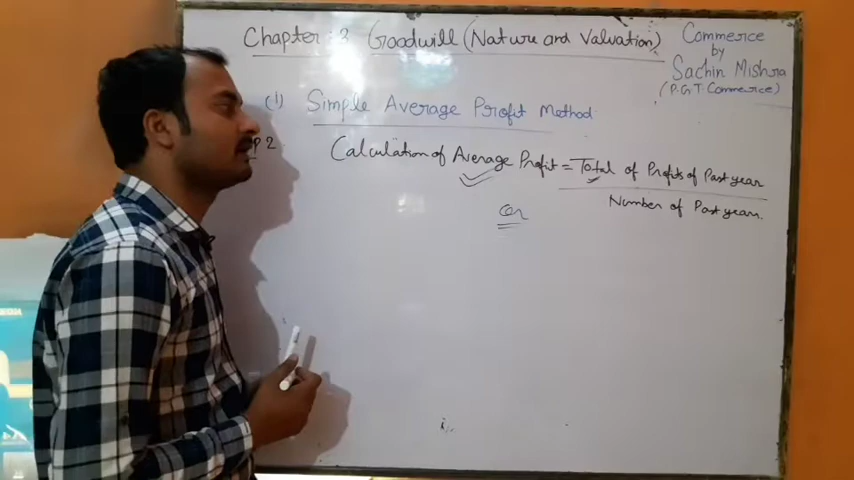 Chapter: 3 Goodwill (Nature and Valuation)
Commerce
by
Sachin Mishra
(P.G.T Commerce)
(1) Simple Average Profit Method
p 2 Calculation of Average Profit = Total of Profits of Past year
Number of Past year.
Or